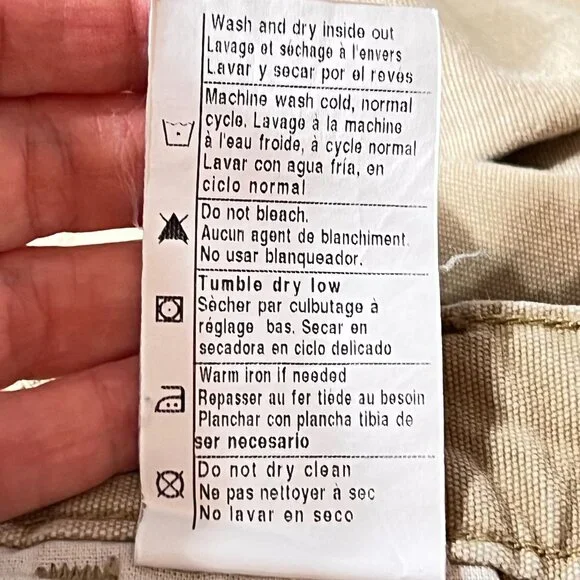 Wash and dry inside out
Lavage et séchage à l'envers
Lavar y secar por el revés
Machine wash cold, normal
cycle. Lavage à la machine
à l'eau froide, à cycle normal
Lavar con agua fría, en
ciclo normal
Do not bleach.
Aucun agent de blanchiment.
No usar blanqueador.
Tumble dry low
Sècher par culbutage à
réglage bas. Secar en
secadora en ciclo delicado
Warm iron if needed
Repasser au fer tiède au besoin
Planchar con plancha tibia de
ser necesario
Do not dry clean
Ne pas nettoyer à sec
No lavar en seco